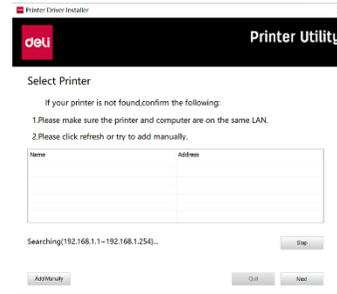 Printer Driver Installer
deli
Printer Utility
Select Printer
If your printer is not found,confirm the following:
1.Please make sure the printer and computer are on the same LAN.
2.Please click refresh or try to add manually.
Name Address
Searching(192.168.1.1~192.168.1.254)...
Stop
Add Manully Quit Next